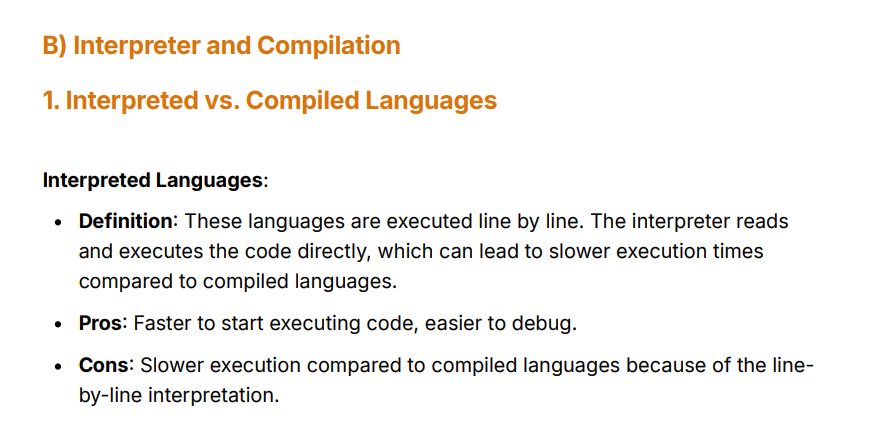 B) Interpreter and Compilation
1. Interpreted vs. Compiled Languages
Interpreted Languages:
• Definition: These languages are executed line by line. The interpreter reads
and executes the code directly, which can lead to slower execution times
compared to compiled languages.
• Pros: Faster to start executing code, easier to debug.
• Cons: Slower execution compared to compiled languages because of the line-
by-line interpretation.